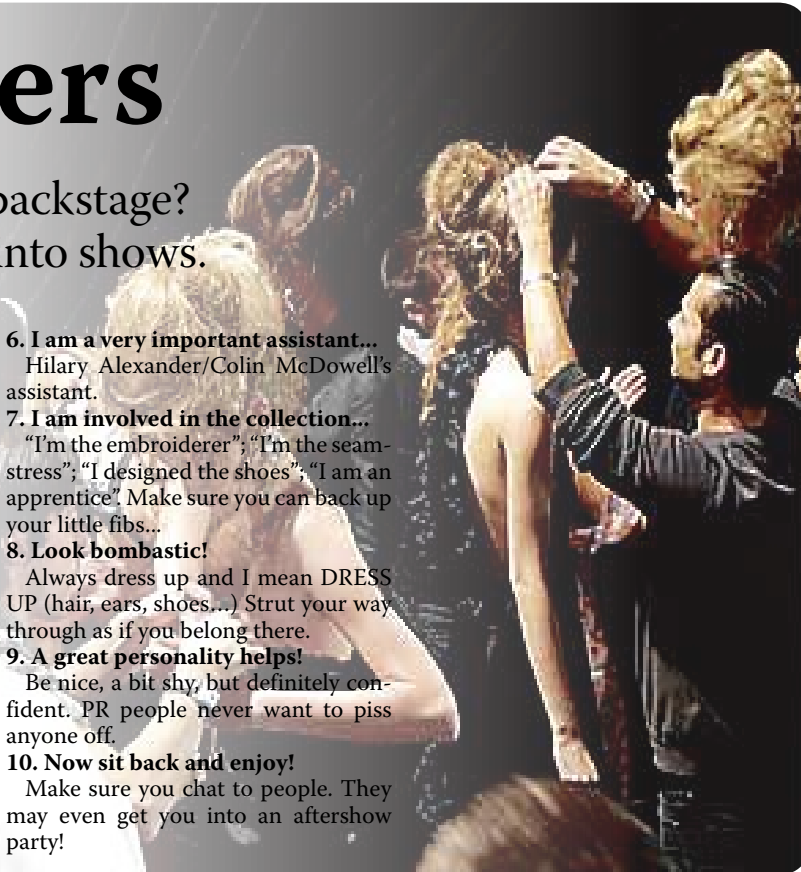 ers
backstage?
into shows.
6. I am a very important assistant...
Hilary Alexander/Colin McDowell's
assistant.
7. I am involved in the collection...
“I’m the embroiderer”; “I’m the seam-
stress”; “I designed the shoes”; “I am an
apprentice”. Make sure you can back up
your little fibs...
8. Look bombastic!
Always dress up and I mean DRESS
UP (hair, ears, shoes…) Strut your way
through as if you belong there.
9. A great personality helps!
Be nice, a bit shy, but definitely con-
fident. PR people never want to piss
anyone off.
10. Now sit back and enjoy!
Make sure you chat to people. They
may even get you into an aftershow
party!